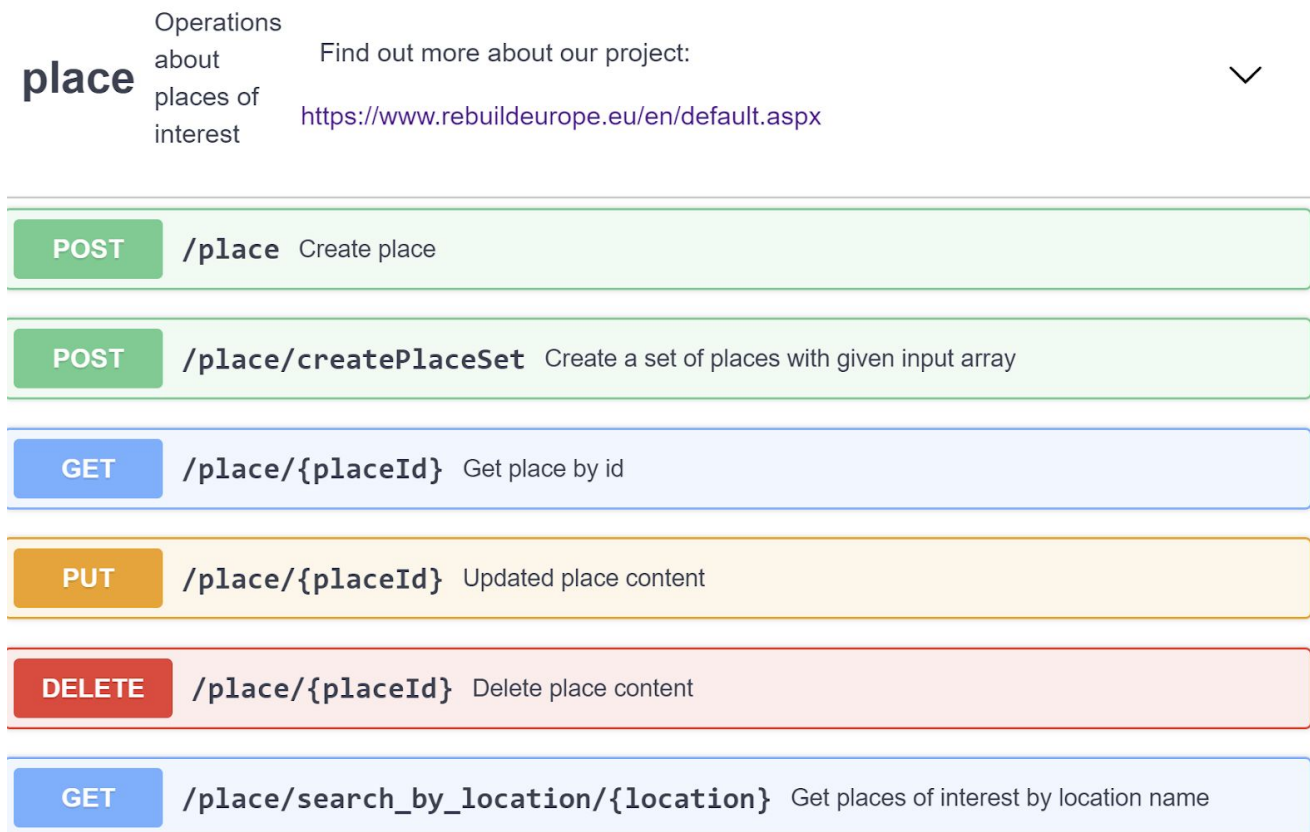 place
Operations
about
places of
interest
Find out more about our project:
https://www.rebuildeurope.eu/en/default.aspx
POST /place Create place
POST /place/createPlaceSet Create a set of places with given input array
GET /place/{placeId} Get place by id
PUT /place/{placeId} Updated place content
DELETE /place/{placeId} Delete place content
GET /place/search_by_location/{location} Get places of interest by location name